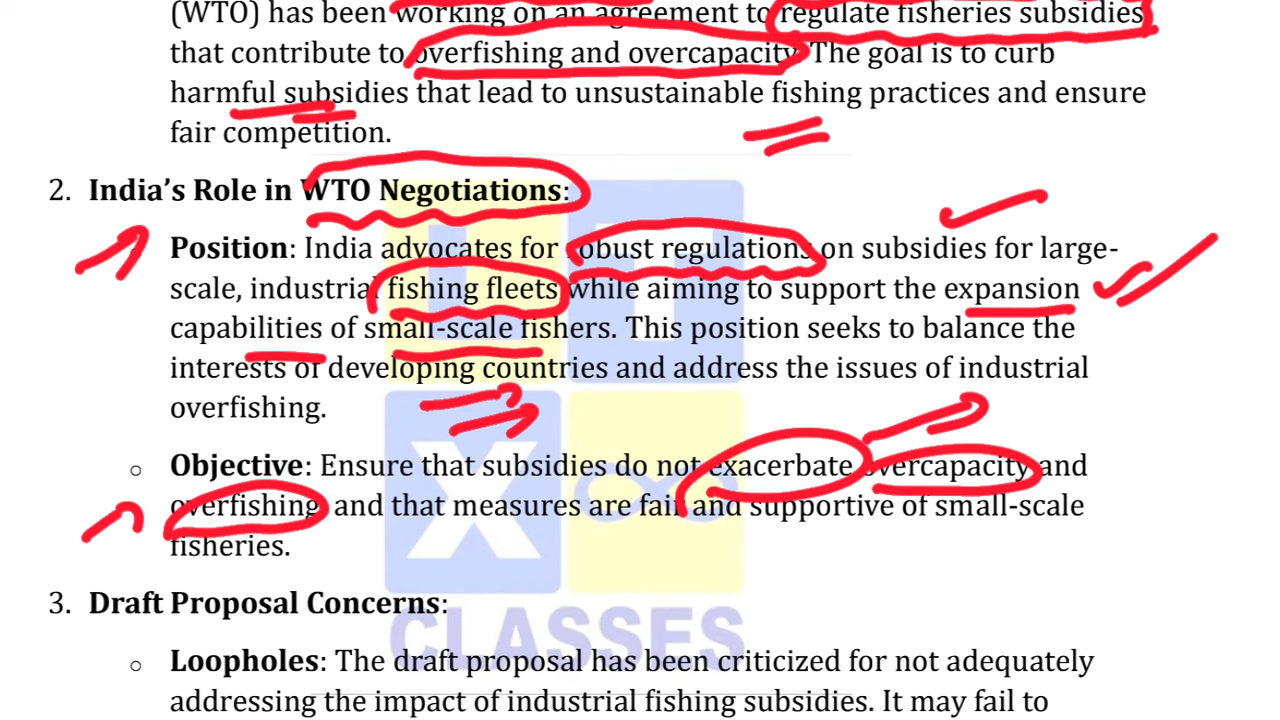 (WTO) has been working on an agreement to regulate fisheries subsidies
that contribute to overfishing and overcapacity. The goal is to curb
harmful subsidies that lead to unsustainable fishing practices and ensure
fair competition.
2. India’s Role in WTO Negotiations:
Position: India advocates for robust regulations on subsidies for large-
scale, industrial fishing fleets while aiming to support the expansion
capabilities of small-scale fishers. This position seeks to balance the
interests of developing countries and address the issues of industrial
overfishing.
○ Objective: Ensure that subsidies do not exacerbate overcapacity and
overfishing and that measures are fair and supportive of small-scale
fisheries.
3. Draft Proposal Concerns:
○ Loopholes: The draft proposal has been criticized for not adequately
addressing the impact of industrial fishing subsidies. It may fail to
CLASSES